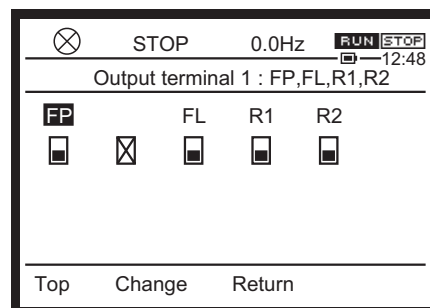 STOP 0.0Hz RUN STOP
12:48
Output terminal 1 : FP,FL,R1,R2
FP FL R1 R2
Top Change Return